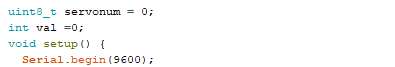 uint8_t servonum = 0;
int val =0;
void setup() {
  Serial.begin(9600);